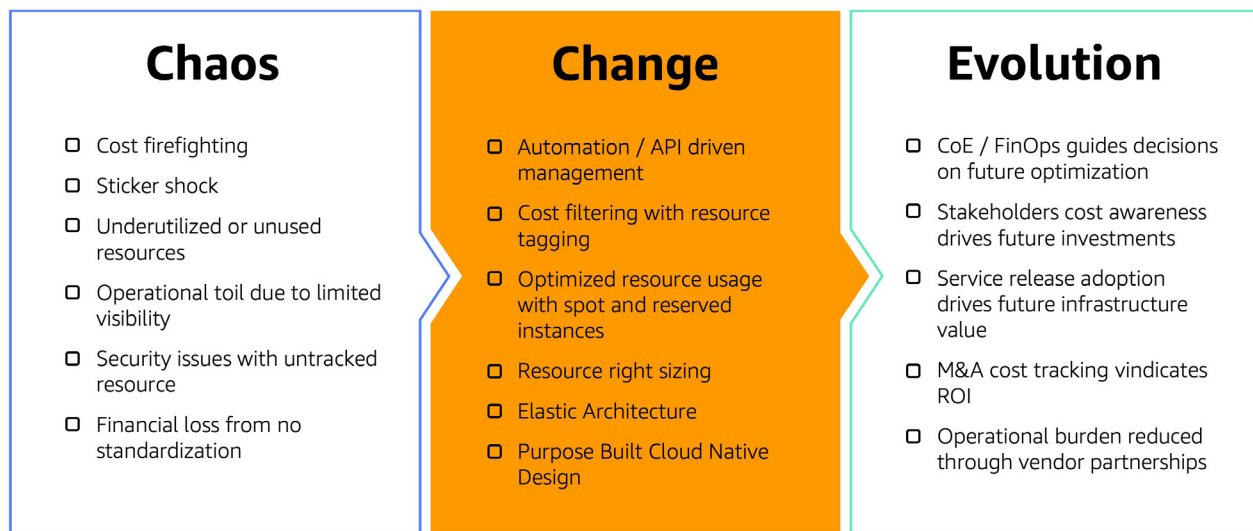 Chaos
Cost firefighting
Sticker shock
Underutilized or unused
resources
Operational toil due to limited
visibility
Security issues with untracked
resource
Financial loss from no
standardization
Change
Automation / API driven
management
Cost filtering with resource
tagging
Optimized resource usage
with spot and reserved
instances
Resource right sizing
Elastic Architecture
Purpose Built Cloud Native
Design
Evolution
CoE / FinOps guides decisions
on future optimization
Stakeholders cost awareness
drives future investments
Service release adoption
drives future infrastructure
value
M&A cost tracking vindicates
ROI
Operational burden reduced
through vendor partnerships